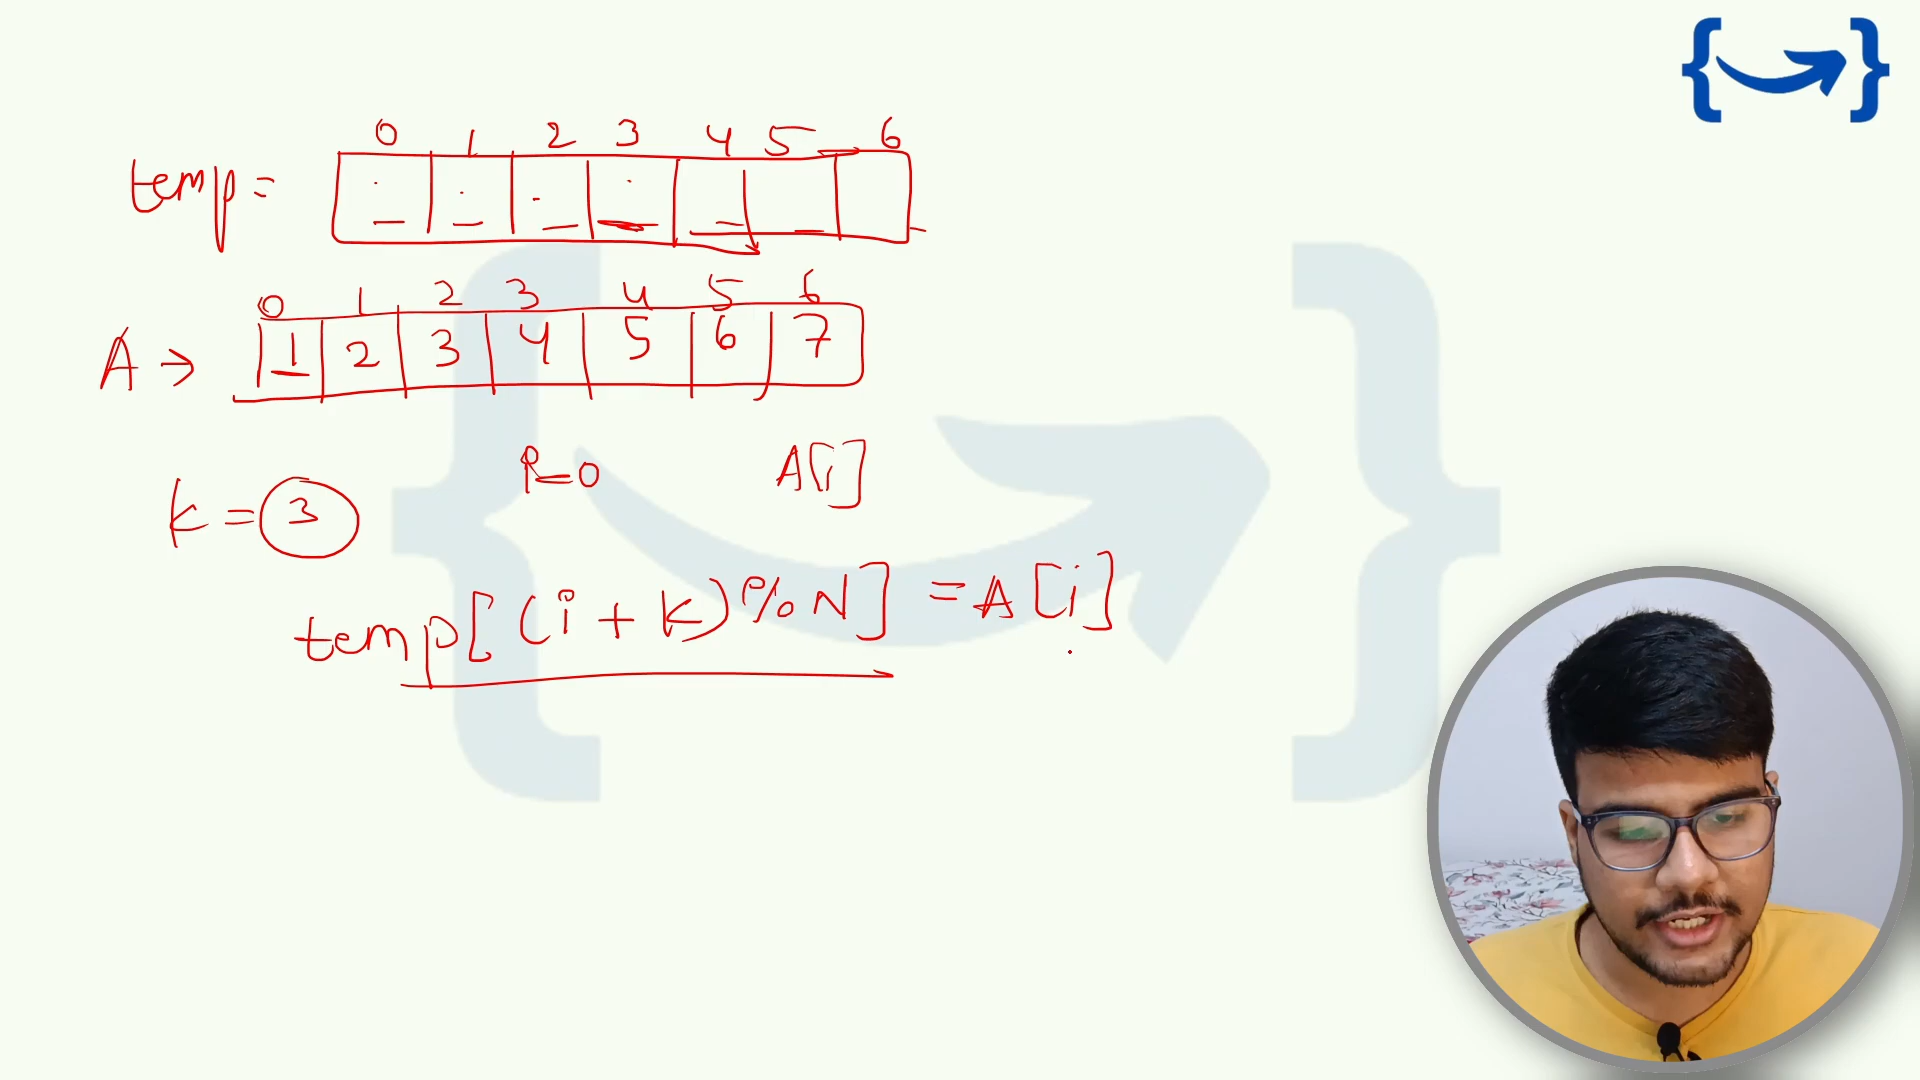 0 1 2 3 4 5 6
temp =
0 1 2 3 4 5 6
A → 1 2 3 4 5 6 7
i=0 A[i]
k = 3
temp[(i + k) % N] = A[i]